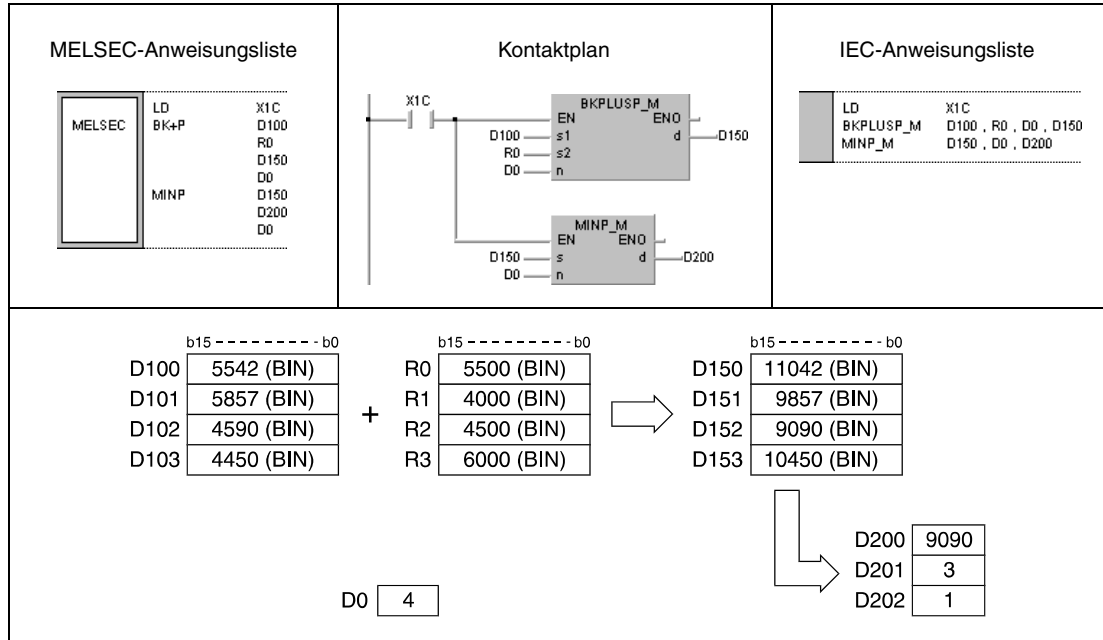 MELSEC-Anweisungsliste
MELSEC
LD X1C
BK+P D100
R0
D150
D0
MINP D150
D200
D0
Kontaktplan
X1C
BKPLUSP_M
EN ENO
D100 s1 d D150
R0 s2
D0 n
MINP_M
EN ENO
D150 s d D200
D0 n
IEC-Anweisungsliste
LD X1C
BKPLUSP_M D100 , R0 , D0 , D150
MINP_M D150 , D0 , D200
b15 - - - - - - - - - - b0 b15 - - - - - - - - - - b0 b15 - - - - - - - - - - b0
D100 5542 (BIN) R0 5500 (BIN) D150 11042 (BIN)
D101 5857 (BIN) + R1 4000 (BIN) D151 9857 (BIN)
D102 4590 (BIN) R2 4500 (BIN) D152 9090 (BIN)
D103 4450 (BIN) R3 6000 (BIN) D153 10450 (BIN)
D200 9090
D201 3
D0 4 D202 1